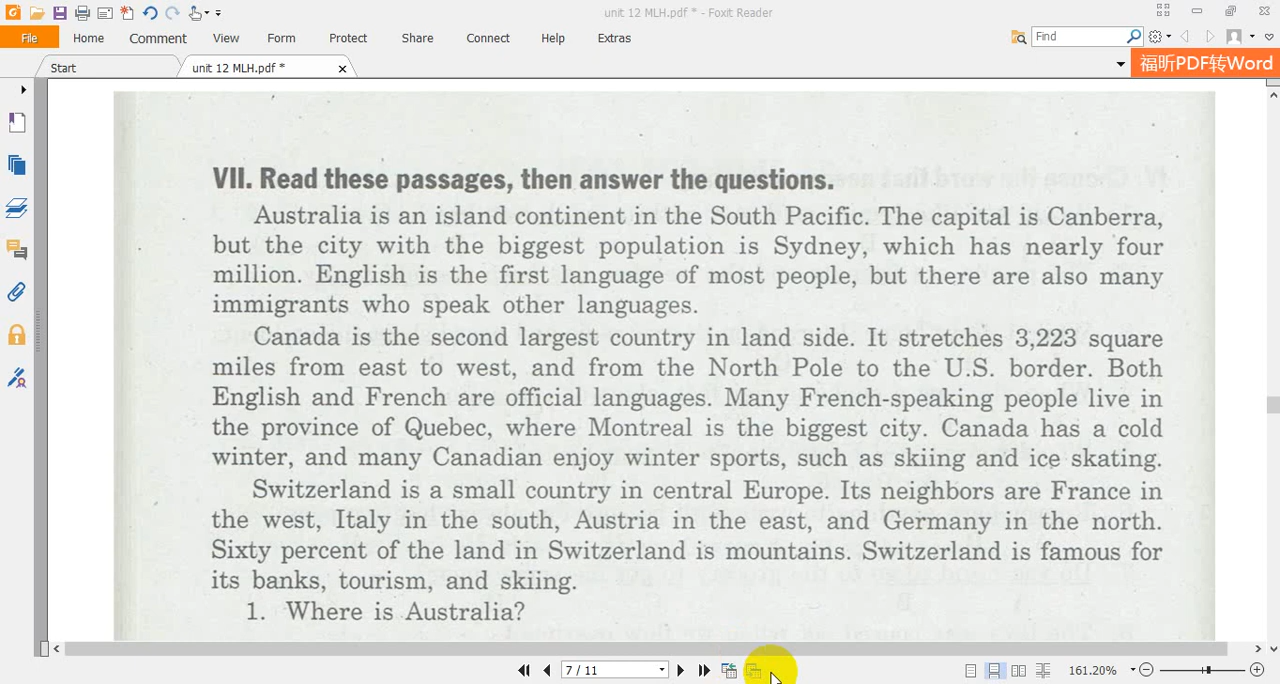 unit 12 MLH.pdf * - Foxit Reader
File Home Comment View Form Protect Share Connect Help Extras
Find
Start
unit 12 MLH.pdf *
福昕PDF转Word
VII. Read these passages, then answer the questions.
Australia is an island continent in the South Pacific. The capital is Canberra,
but the city with the biggest population is Sydney, which has nearly four
million. English is the first language of most people, but there are also many
immigrants who speak other languages.
Canada is the second largest country in land side. It stretches 3,223 square
miles from east to west, and from the North Pole to the U.S. border. Both
English and French are official languages. Many French-speaking people live in
the province of Quebec, where Montreal is the biggest city. Canada has a cold
winter, and many Canadian enjoy winter sports, such as skiing and ice skating.
Switzerland is a small country in central Europe. Its neighbors are France in
the west, Italy in the south, Austria in the east, and Germany in the north.
Sixty percent of the land in Switzerland is mountains. Switzerland is famous for
its banks, tourism, and skiing.
1. Where is Australia?
7 / 11
161.20%